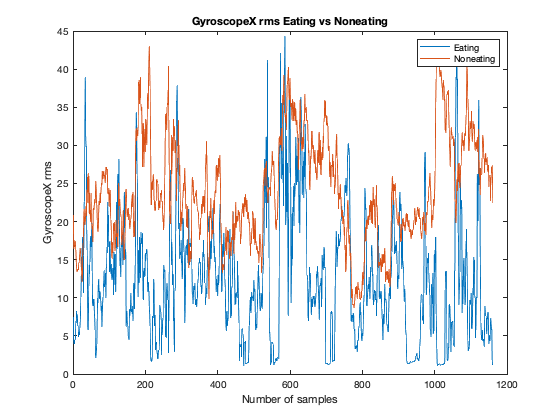 GyroscopeX rms Eating vs Noneating
45
40
35
30
25
20
15
10
5
0
GyroscopeX rms
Eating
Noneating
0 200 400 600 800 1000 1200
Number of samples